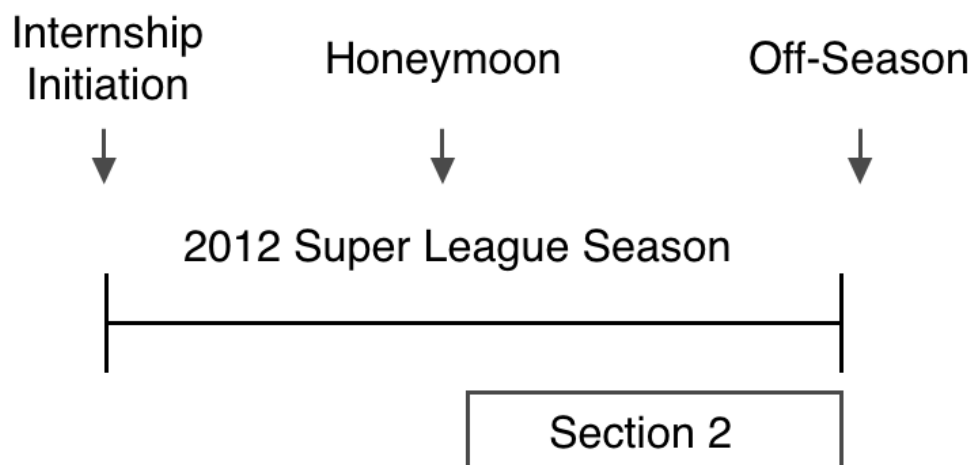 Internship
Initiation
Honeymoon
Off-Season
2012 Super League Season
Section 2